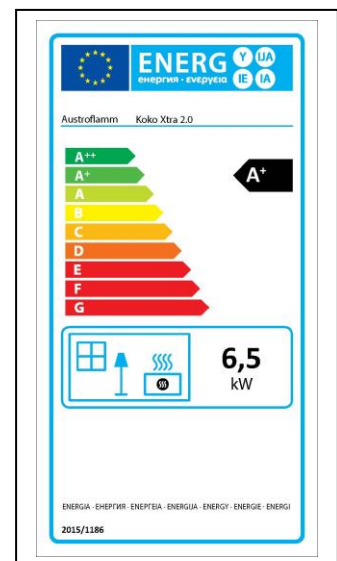 ENERG Y IJA
енергия · ενεργεια IE IA
Austroflamm Koko Xtra 2.0
A++
A+ A+
A
B
C
D
E
F
G
6,5
kW
ENERGIA · ЕНЕРГИЯ · ΕΝΕΡΓΕΙΑ · ENERGIJA · ENERGY · ENERGIE · ENERGI
2015/1186